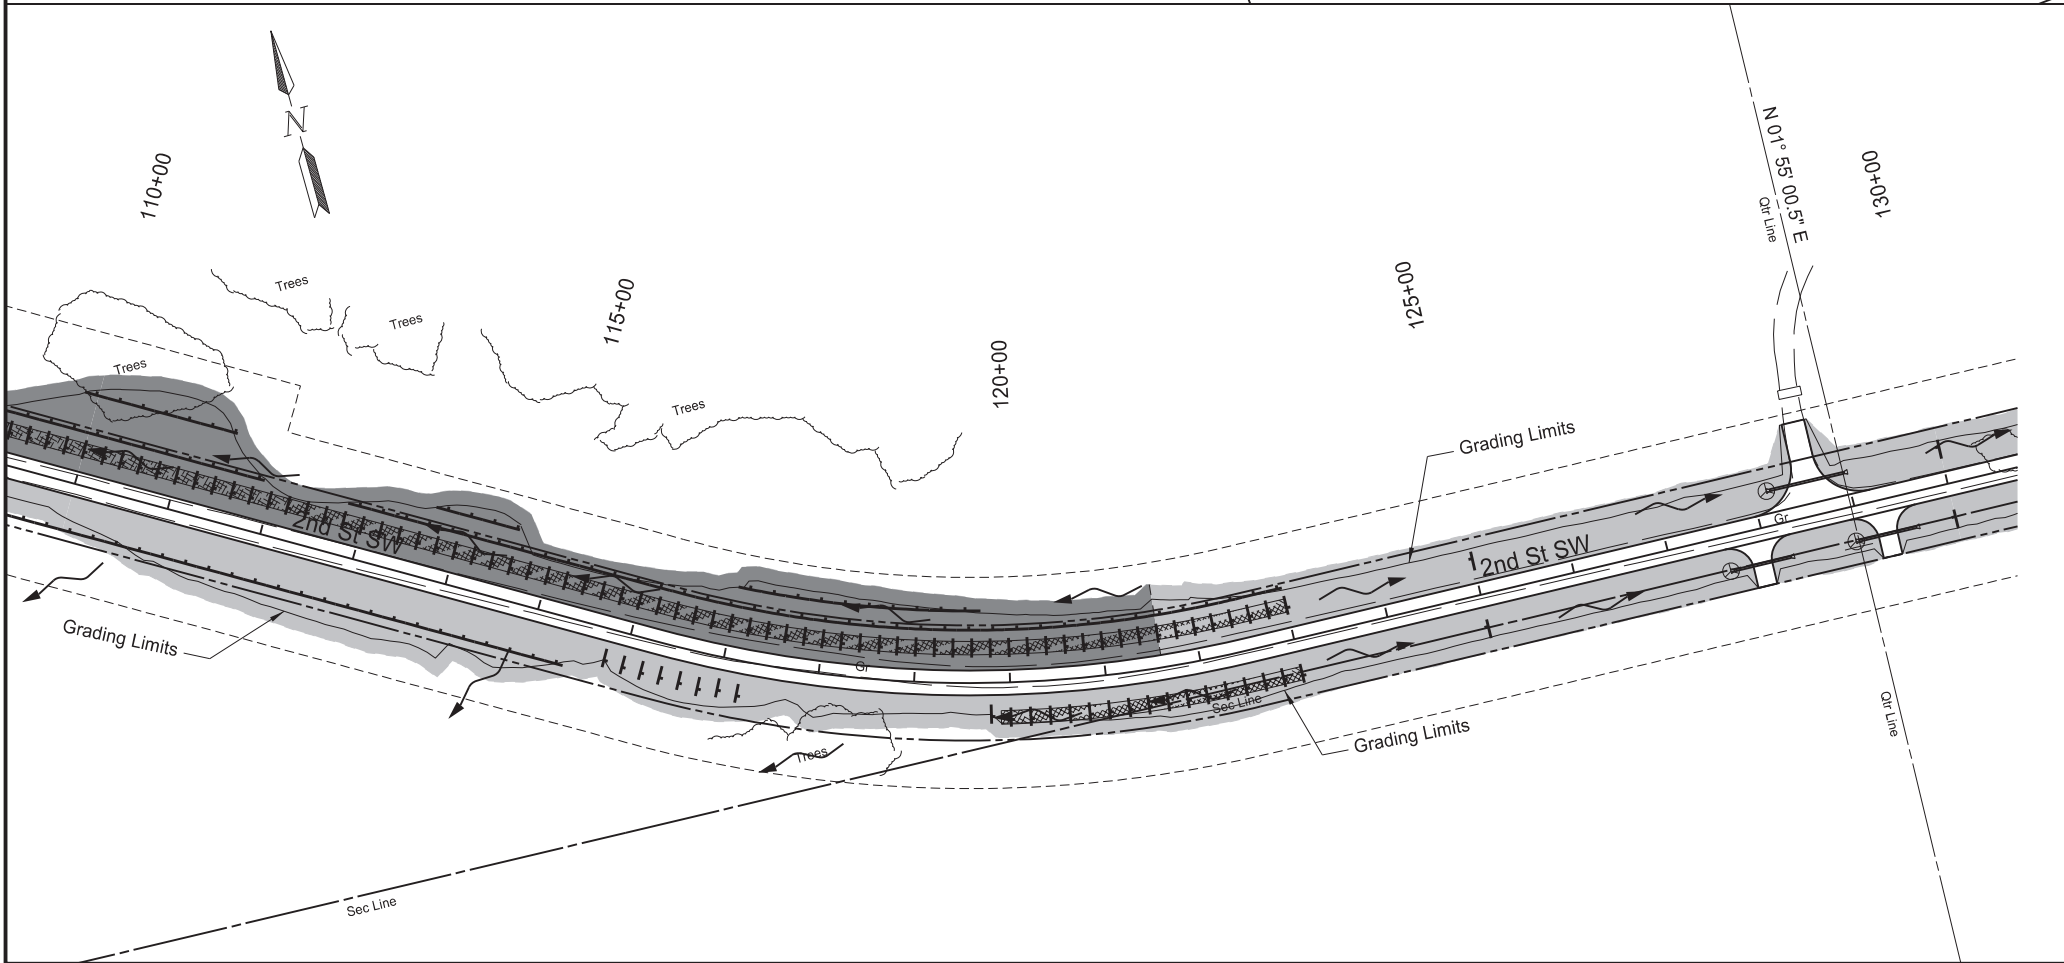 N
110+00
N 01° 55' 00.5" E
Qtr Line
130+00
Trees
115+00
Trees
125+00
Trees
120+00
Trees
Grading Limits
2nd St SW
Gr
2nd St SW
Grading Limits
Gr
Sec Line
Qtr Line
Grading Limits
Trees
Sec Line